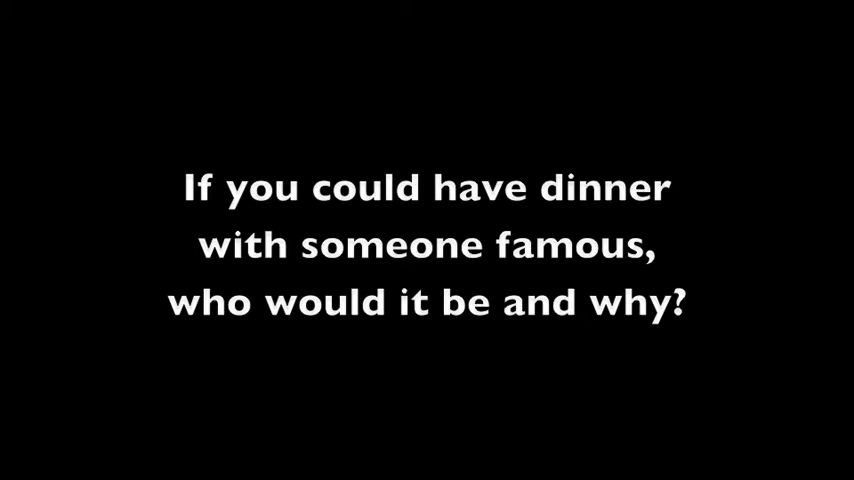 If you could have dinner
with someone famous,
who would it be and why?